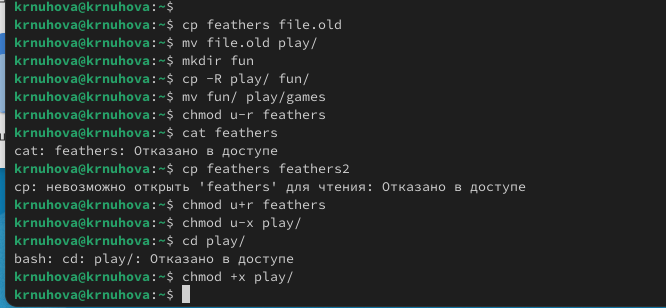 krnuhova@krnuhova:~$
krnuhova@krnuhova:~$ cp feathers file.old
krnuhova@krnuhova:~$ mv file.old play/
krnuhova@krnuhova:~$ mkdir fun
krnuhova@krnuhova:~$ cp -R play/ fun/
krnuhova@krnuhova:~$ mv fun/ play/games
krnuhova@krnuhova:~$ chmod u-r feathers
krnuhova@krnuhova:~$ cat feathers
cat: feathers: Отказано в доступе
krnuhova@krnuhova:~$ cp feathers feathers2
cp: невозможно открыть 'feathers' для чтения: Отказано в доступе
krnuhova@krnuhova:~$ chmod u+r feathers
krnuhova@krnuhova:~$ chmod u-x play/
krnuhova@krnuhova:~$ cd play/
bash: cd: play/: Отказано в доступе
krnuhova@krnuhova:~$ chmod +x play/
krnuhova@krnuhova:~$